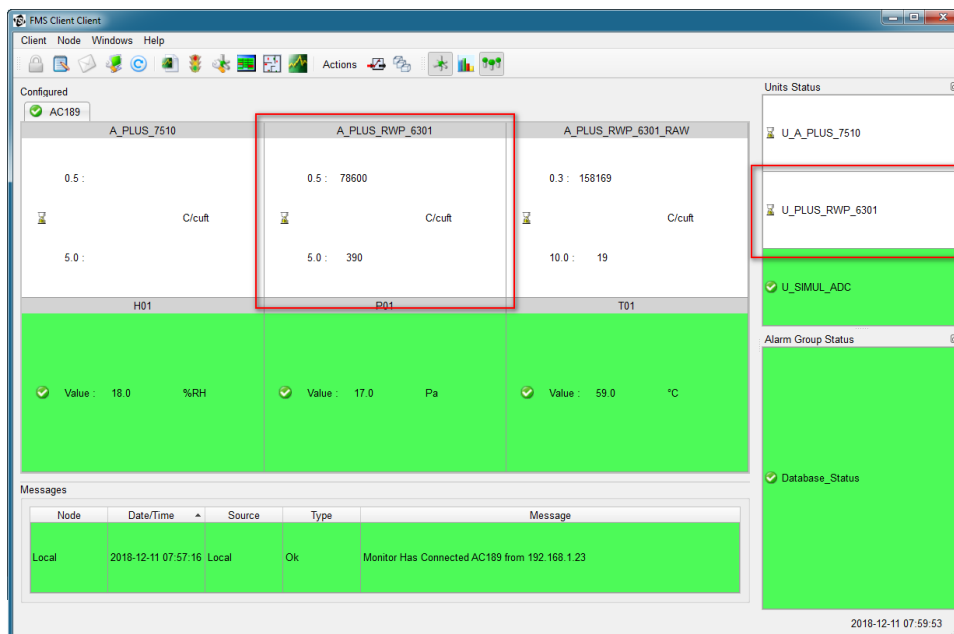 FMS Client Client
Client Node Windows Help
Actions
Configured
AC189
A_PLUS_7510
0.5 :
C/cuft
5.0 :
A_PLUS_RWP_6301
0.5 : 78600
C/cuft
5.0 : 390
A_PLUS_RWP_6301_RAW
0.3 : 158169
C/cuft
10.0 : 19
H01
Value : 18.0 %RH
P01
Value : 17.0 Pa
T01
Value : 59.0 °C
Units Status
U_A_PLUS_7510
U_PLUS_RWP_6301
U_SIMUL_ADC
Alarm Group Status
Database_Status
Messages
Node Date/Time Source Type Message
Local 2018-12-11 07:57:16 Local Ok Monitor Has Connected AC189 from 192.168.1.23
2018-12-11 07:59:53